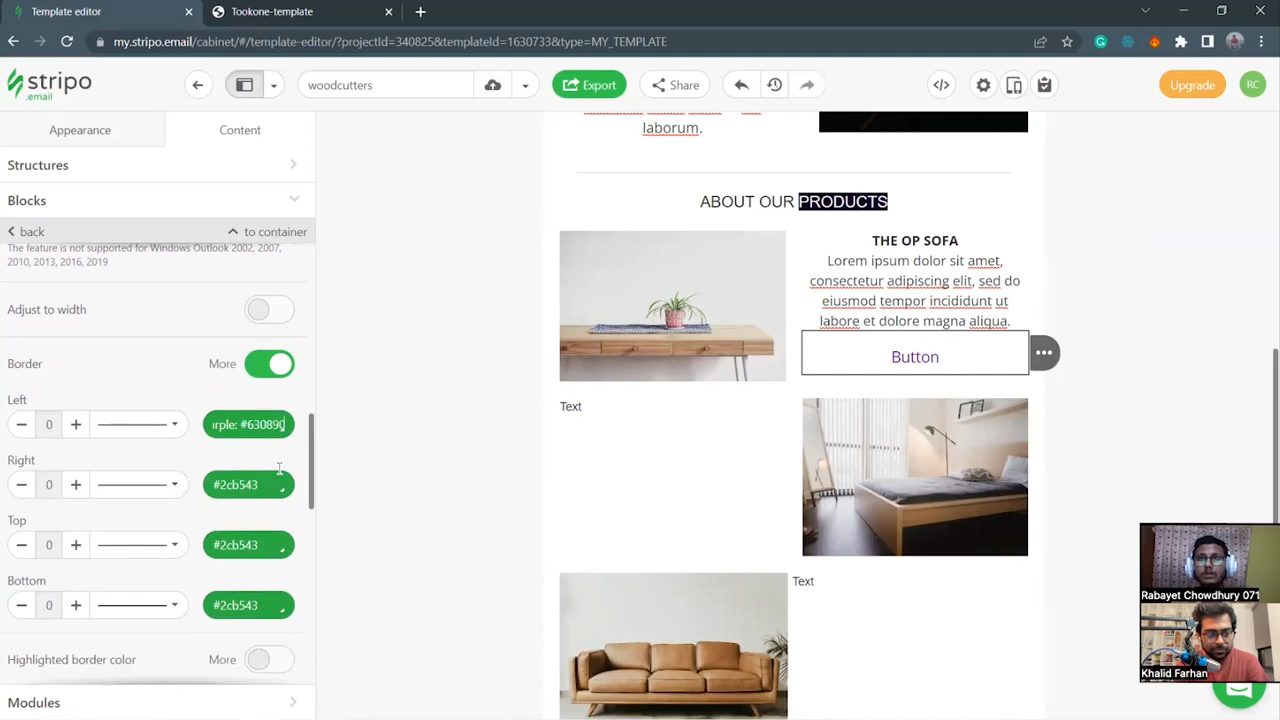 Template editor
Tookone-template
my.stripo.email/cabinet/#/template-editor/?projectId=340825&templateId=1630733&type=MY_TEMPLATE
stripo
.email
woodcutters
Export
Share
Upgrade
RC
Appearance
Content
Structures
Blocks
back
to container
The feature is not supported for Windows Outlook 2002, 2007,
2010, 2013, 2016, 2019
Adjust to width
Border
More
Left
0
urple: #630890
Right
0
#2cb543
Top
0
#2cb543
Bottom
0
#2cb543
Highlighted border color
More
Modules
laborum.
ABOUT OUR PRODUCTS
THE OP SOFA
Lorem ipsum dolor sit amet,
consectetur adipiscing elit, sed do
eiusmod tempor incididunt ut
labore et dolore magna aliqua.
Button
Text
Text
Rabayet Chowdhury 071
Khalid Farhan